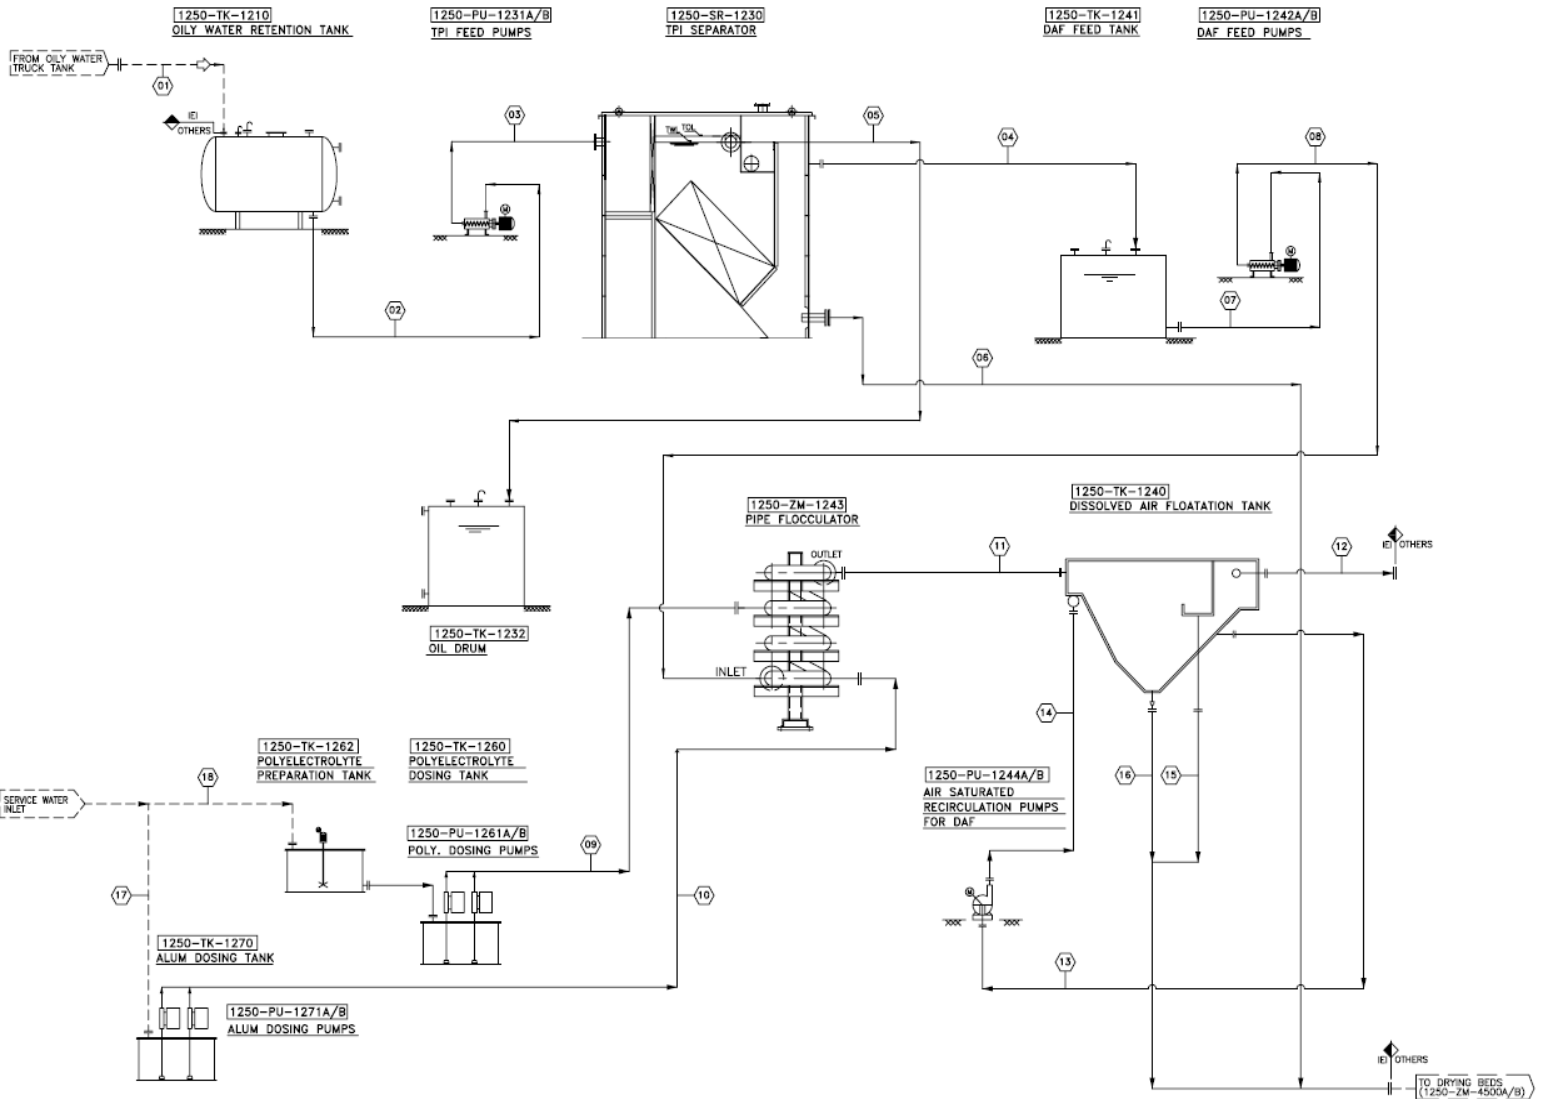 1250-TK-1210
OILY WATER RETENTION TANK
1250-PU-1231A/B
TPI FEED PUMPS
1250-SR-1230
TPI SEPARATOR
1250-TK-1241
DAF FEED TANK
1250-PU-1242A/B
DAF FEED PUMPS
FROM OILY WATER
TRUCK TANK
01
IEI
OTHERS
03
TWL TOL
05
04
08
M
M
02
07
06
1250-ZM-1243
PIPE FLOCCULATOR
1250-TK-1240
DISSOLVED AIR FLOATATION TANK
OUTLET
11
12
IEI OTHERS
1250-TK-1232
OIL DRUM
INLET
14
1250-TK-1262
POLYELECTROLYTE
PREPARATION TANK
1250-TK-1260
POLYELECTROLYTE
DOSING TANK
18
16
15
1250-PU-1244A/B
AIR SATURATED
RECIRCULATION PUMPS
FOR DAF
SERVICE WATER
INLET
1250-PU-1261A/B
POLY. DOSING PUMPS
09
17
10
M
1250-TK-1270
ALUM DOSING TANK
13
1250-PU-1271A/B
ALUM DOSING PUMPS
IEI OTHERS
TO DRYING BEDS
(1250-ZM-4500A/B)